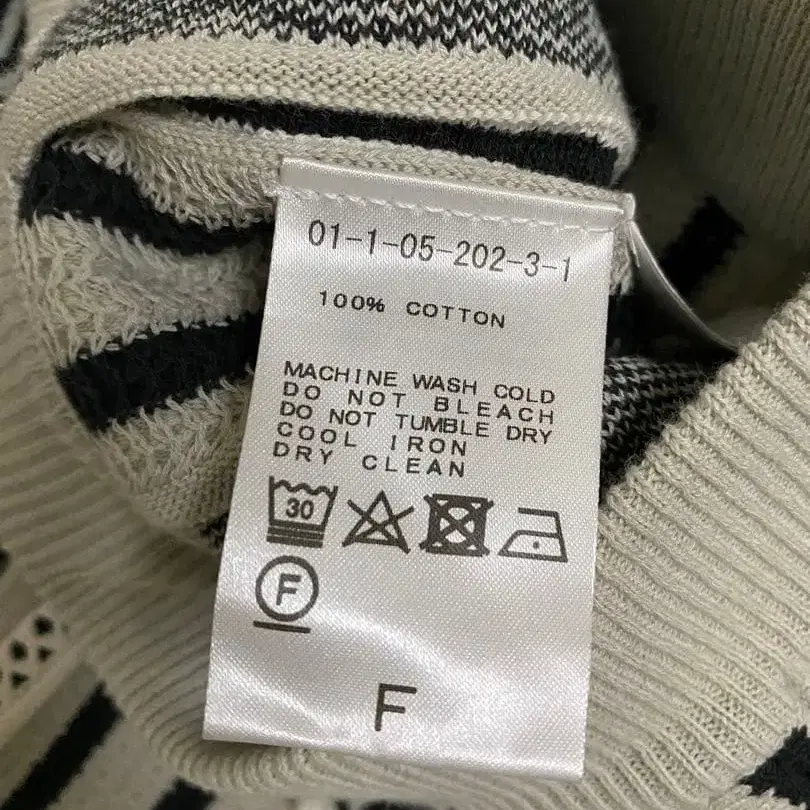 01-1-05-202-3-1
100% COTTON
MACHINE WASH COLD
DO NOT BLEACH
DO NOT TUMBLE DRY
COOL IRON
DRY CLEAN
30
F
F